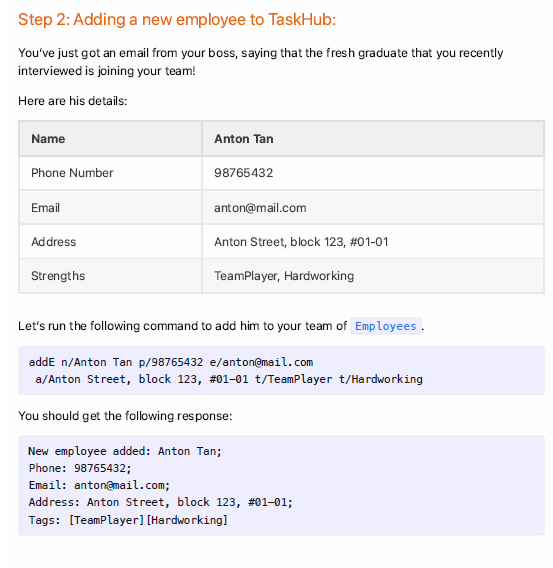 Step 2: Adding a new employee to TaskHub:
You've just got an email from your boss, saying that the fresh graduate that you recently
interviewed is joining your team!
Here are his details:
Name Anton Tan
Phone Number 98765432
Email anton@mail.com
Address Anton Street, block 123, #01-01
Strengths TeamPlayer, Hardworking
Let's run the following command to add him to your team of Employees.
addE n/Anton Tan p/98765432 e/anton@mail.com
a/Anton Street, block 123, #01-01 t/TeamPlayer t/Hardworking
You should get the following response:
New employee added: Anton Tan;
Phone: 98765432;
Email: anton@mail.com;
Address: Anton Street, block 123, #01-01;
Tags: [TeamPlayer][Hardworking]